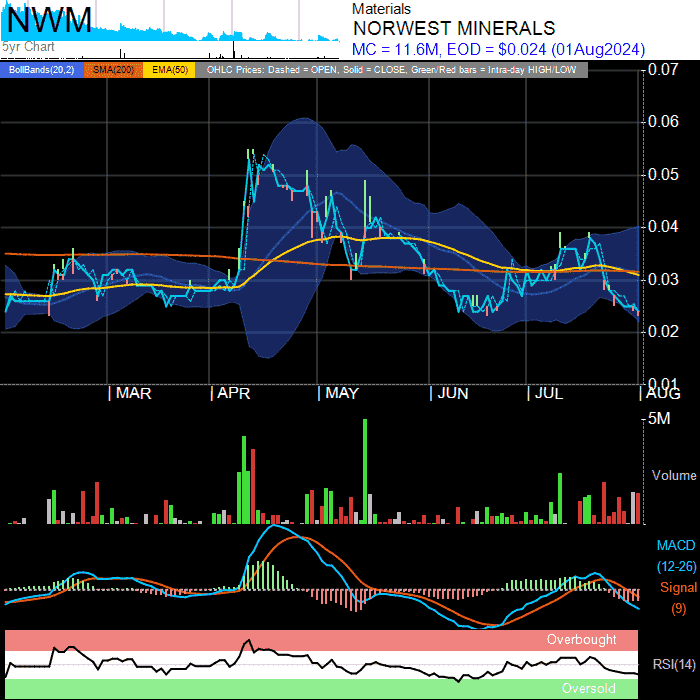 NWM
5yr Chart
Materials
NORWEST MINERALS
MC = 11.6M, EOD = $0.024 (01Aug2024)
BollBands(20,2) SMA(200) EMA(50) OHLC Prices: Dashed = OPEN, Solid = CLOSE, Green/Red bars = Intra-day HIGH/LOW
0.07
0.06
0.05
0.04
0.03
0.02
0.01
MAR APR MAY JUN JUL AUG
5M
Volume
MACD
(12-26)
Signal
(9)
Overbought
RSI(14)
Oversold